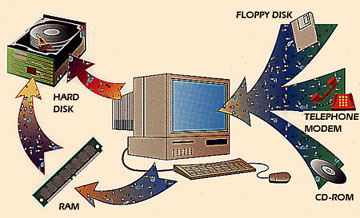 FLOPPY DISK
HARD
DISK
TELEPHONE
MODEM
RAM
CD-ROM